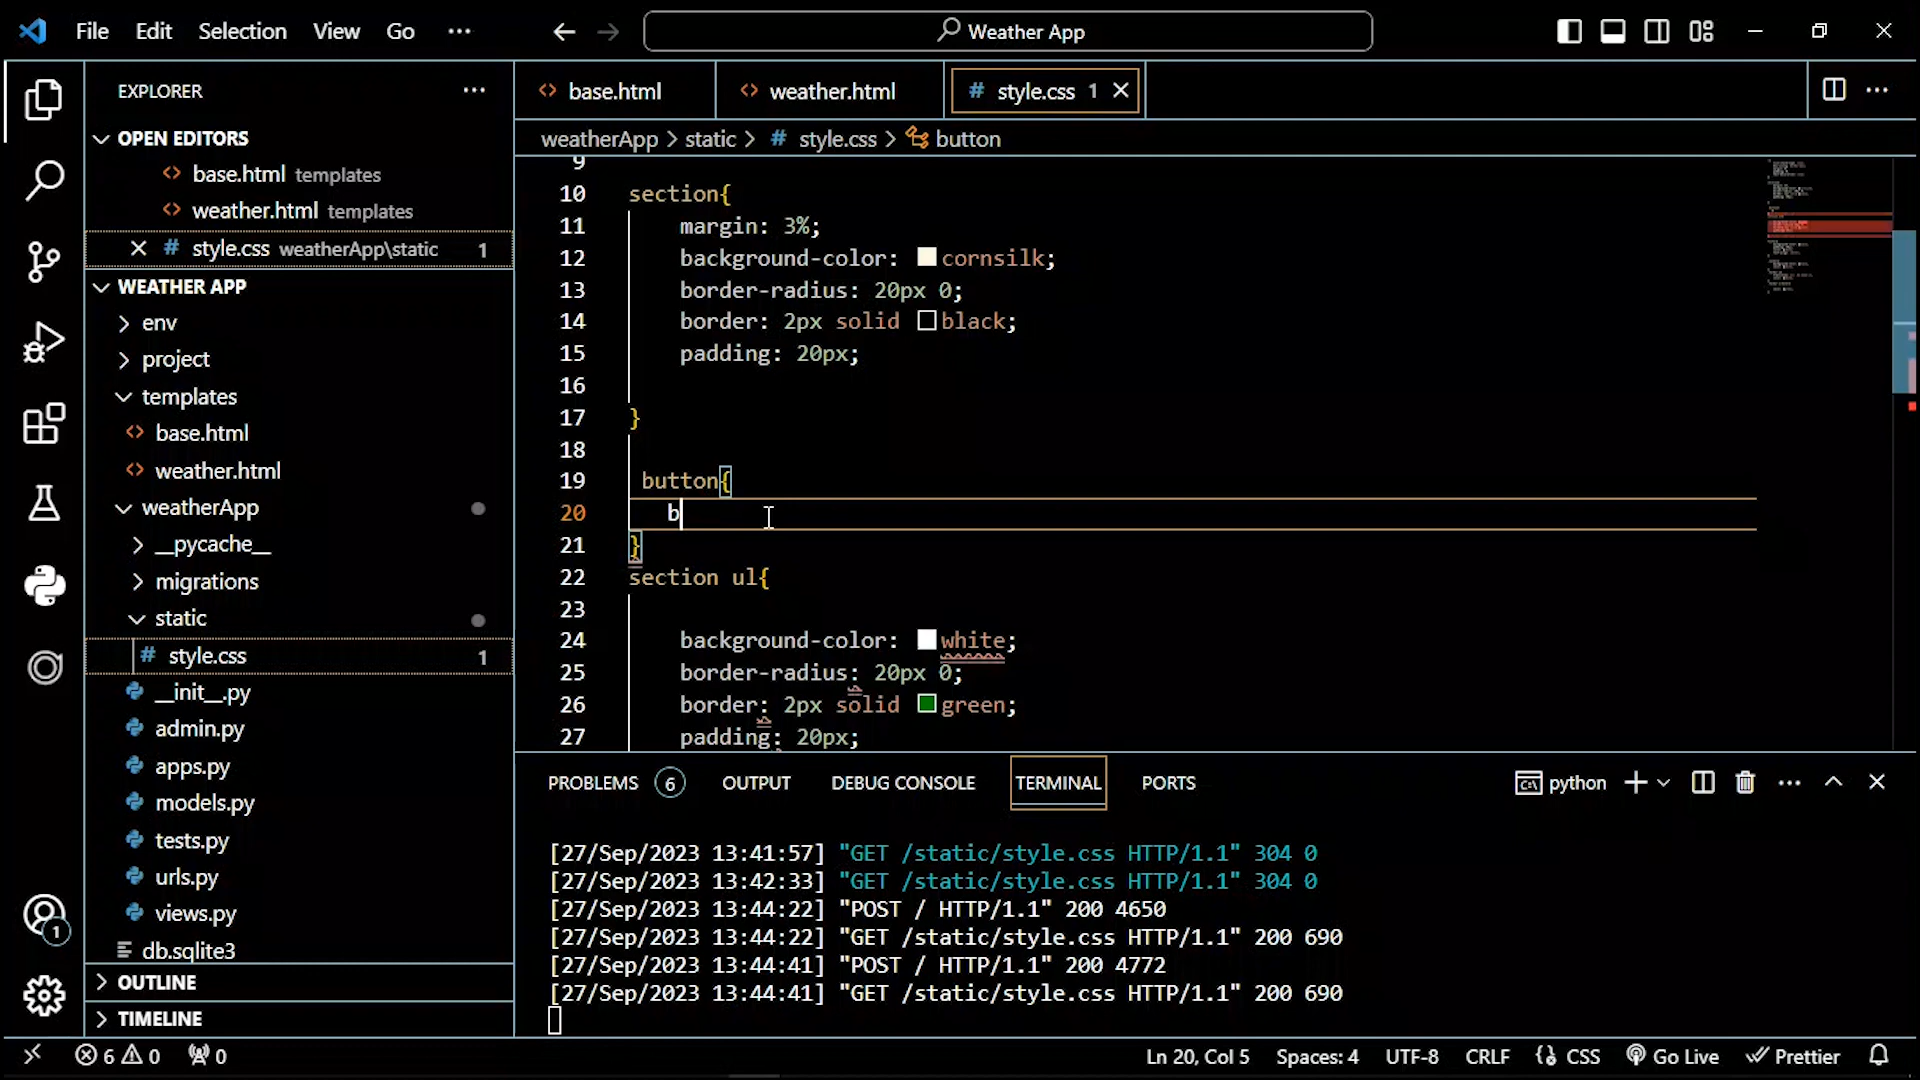 File Edit Selection View Go ··· Weather App
EXPLORER ···
OPEN EDITORS
<> base.html templates
<> weather.html templates
# style.css weatherApp\static 1
WEATHER APP
env
project
templates
<> base.html
<> weather.html
weatherApp
__pycache__
migrations
static
# style.css 1
__init__.py
admin.py
apps.py
models.py
tests.py
urls.py
views.py
db.sqlite3
OUTLINE
TIMELINE
<> base.html <> weather.html # style.css 1
weatherApp > static > # style.css > button
9
10 section{
11 margin: 3%;
12 background-color: cornsilk;
13 border-radius: 20px 0;
14 border: 2px solid black;
15 padding: 20px;
16
17 }
18
19 button{
20 b
21 }
22 section ul{
23
24 background-color: white;
25 border-radius: 20px 0;
26 border: 2px solid green;
27 padding: 20px;
PROBLEMS 6 OUTPUT DEBUG CONSOLE TERMINAL PORTS python
[27/Sep/2023 13:41:57] "GET /static/style.css HTTP/1.1" 304 0
[27/Sep/2023 13:42:33] "GET /static/style.css HTTP/1.1" 304 0
[27/Sep/2023 13:44:22] "POST / HTTP/1.1" 200 4650
[27/Sep/2023 13:44:22] "GET /static/style.css HTTP/1.1" 200 690
[27/Sep/2023 13:44:41] "POST / HTTP/1.1" 200 4772
[27/Sep/2023 13:44:41] "GET /static/style.css HTTP/1.1" 200 690
1
6 0 0 Ln 20, Col 5 Spaces: 4 UTF-8 CRLF CSS Go Live Prettier